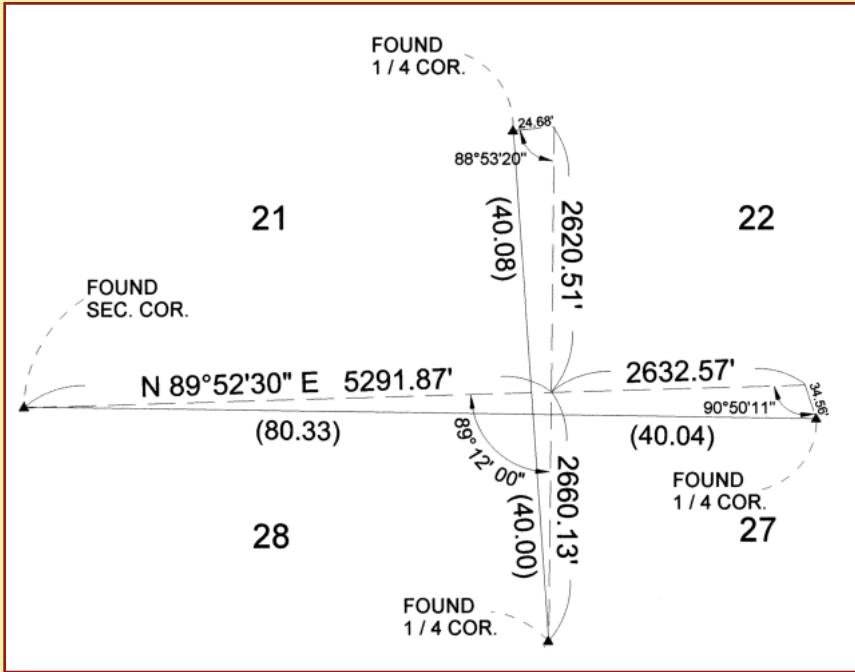 FOUND
1 / 4 COR.
24.68'
88°53'20"
21
(40.08)
2620.51'
22
FOUND
SEC. COR.
N 89°52'30" E 5291.87'
2632.57'
34.56'
90°50'11"
(80.33)
(40.04)
89° 12' 00"
(40.00)
2660.13'
FOUND
1 / 4 COR.
28
27
FOUND
1 / 4 COR.